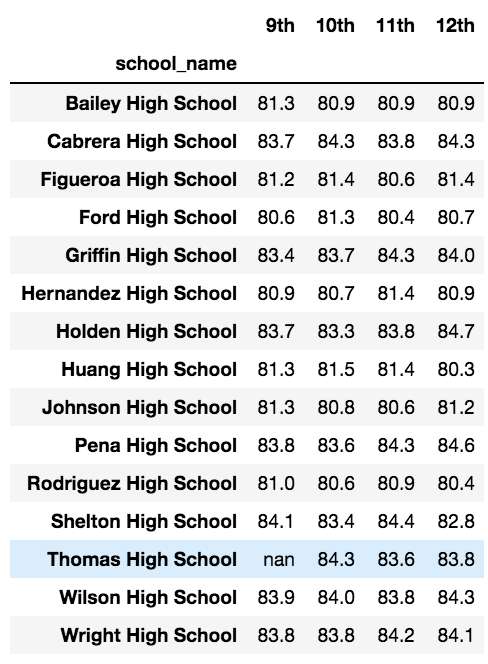 9th 10th 11th 12th
school_name
Bailey High School 81.3 80.9 80.9 80.9
Cabrera High School 83.7 84.3 83.8 84.3
Figueroa High School 81.2 81.4 80.6 81.4
Ford High School 80.6 81.3 80.4 80.7
Griffin High School 83.4 83.7 84.3 84.0
Hernandez High School 80.9 80.7 81.4 80.9
Holden High School 83.7 83.3 83.8 84.7
Huang High School 81.3 81.5 81.4 80.3
Johnson High School 81.3 80.8 80.6 81.2
Pena High School 83.8 83.6 84.3 84.6
Rodriguez High School 81.0 80.6 80.9 80.4
Shelton High School 84.1 83.4 84.4 82.8
Thomas High School nan 84.3 83.6 83.8
Wilson High School 83.9 84.0 83.8 84.3
Wright High School 83.8 83.8 84.2 84.1